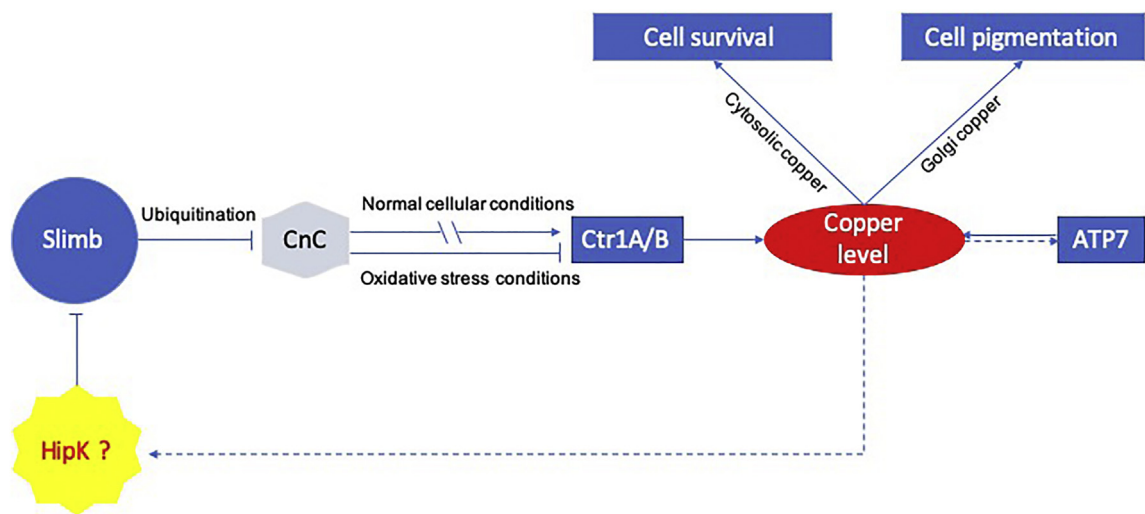 Cell survival
Cell pigmentation
Cytosolic copper
Golgi copper
Slimb
Ubiquitination
CnC
Normal cellular conditions
Oxidative stress conditions
Ctr1A/B
Copper
level
ATP7
HipK ?